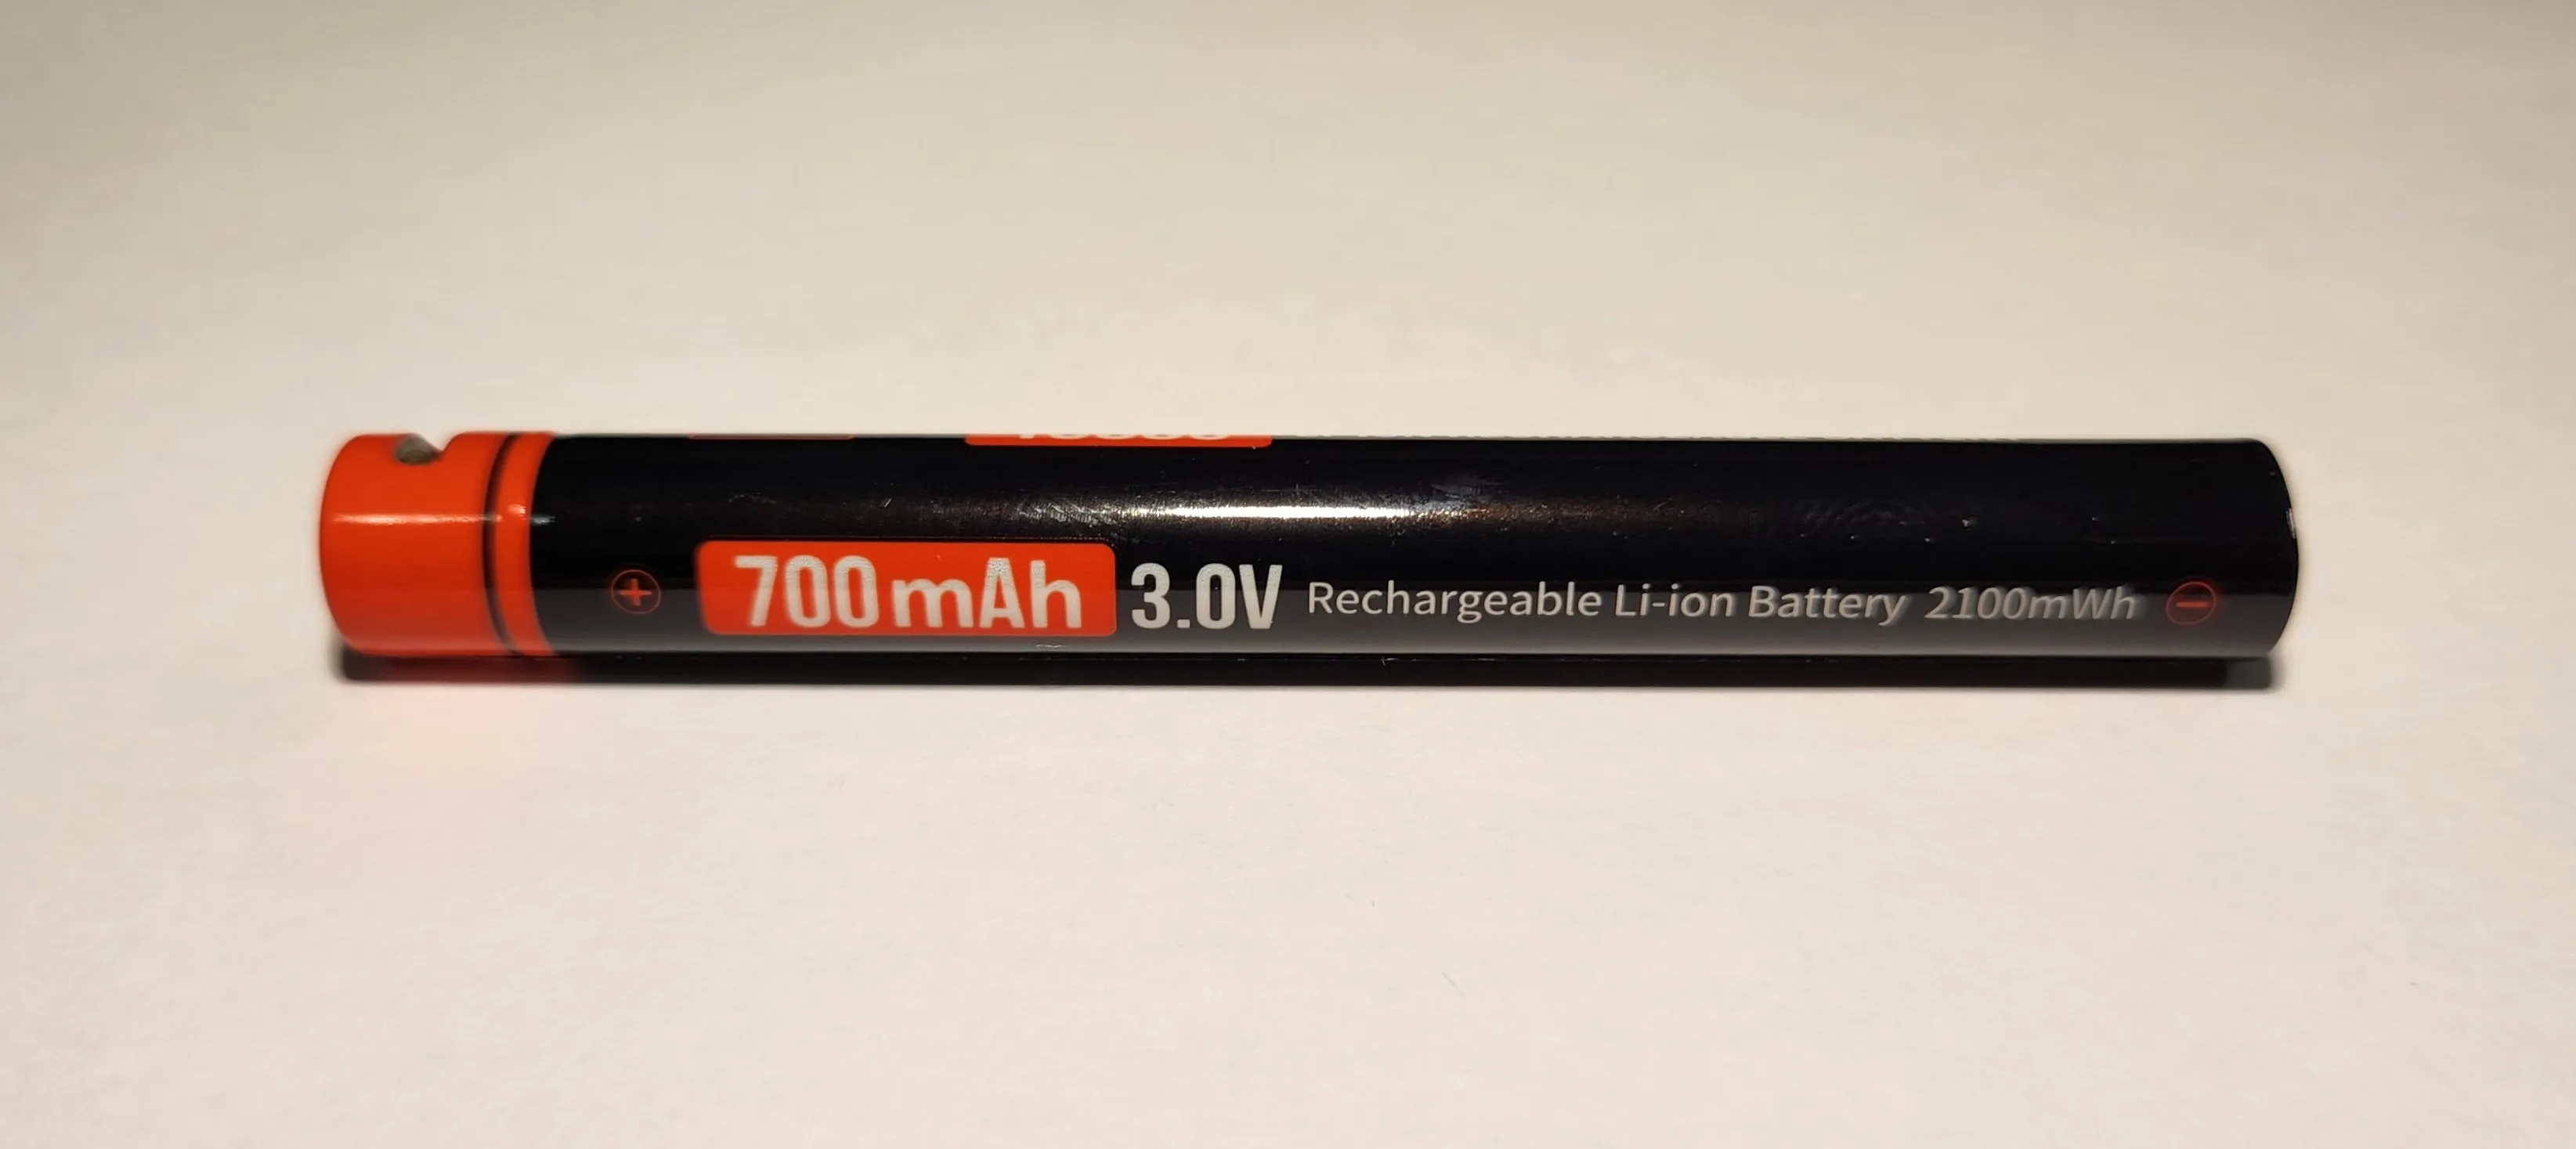 700mAh 3.0V Rechargeable Li-ion Battery 2100mWh